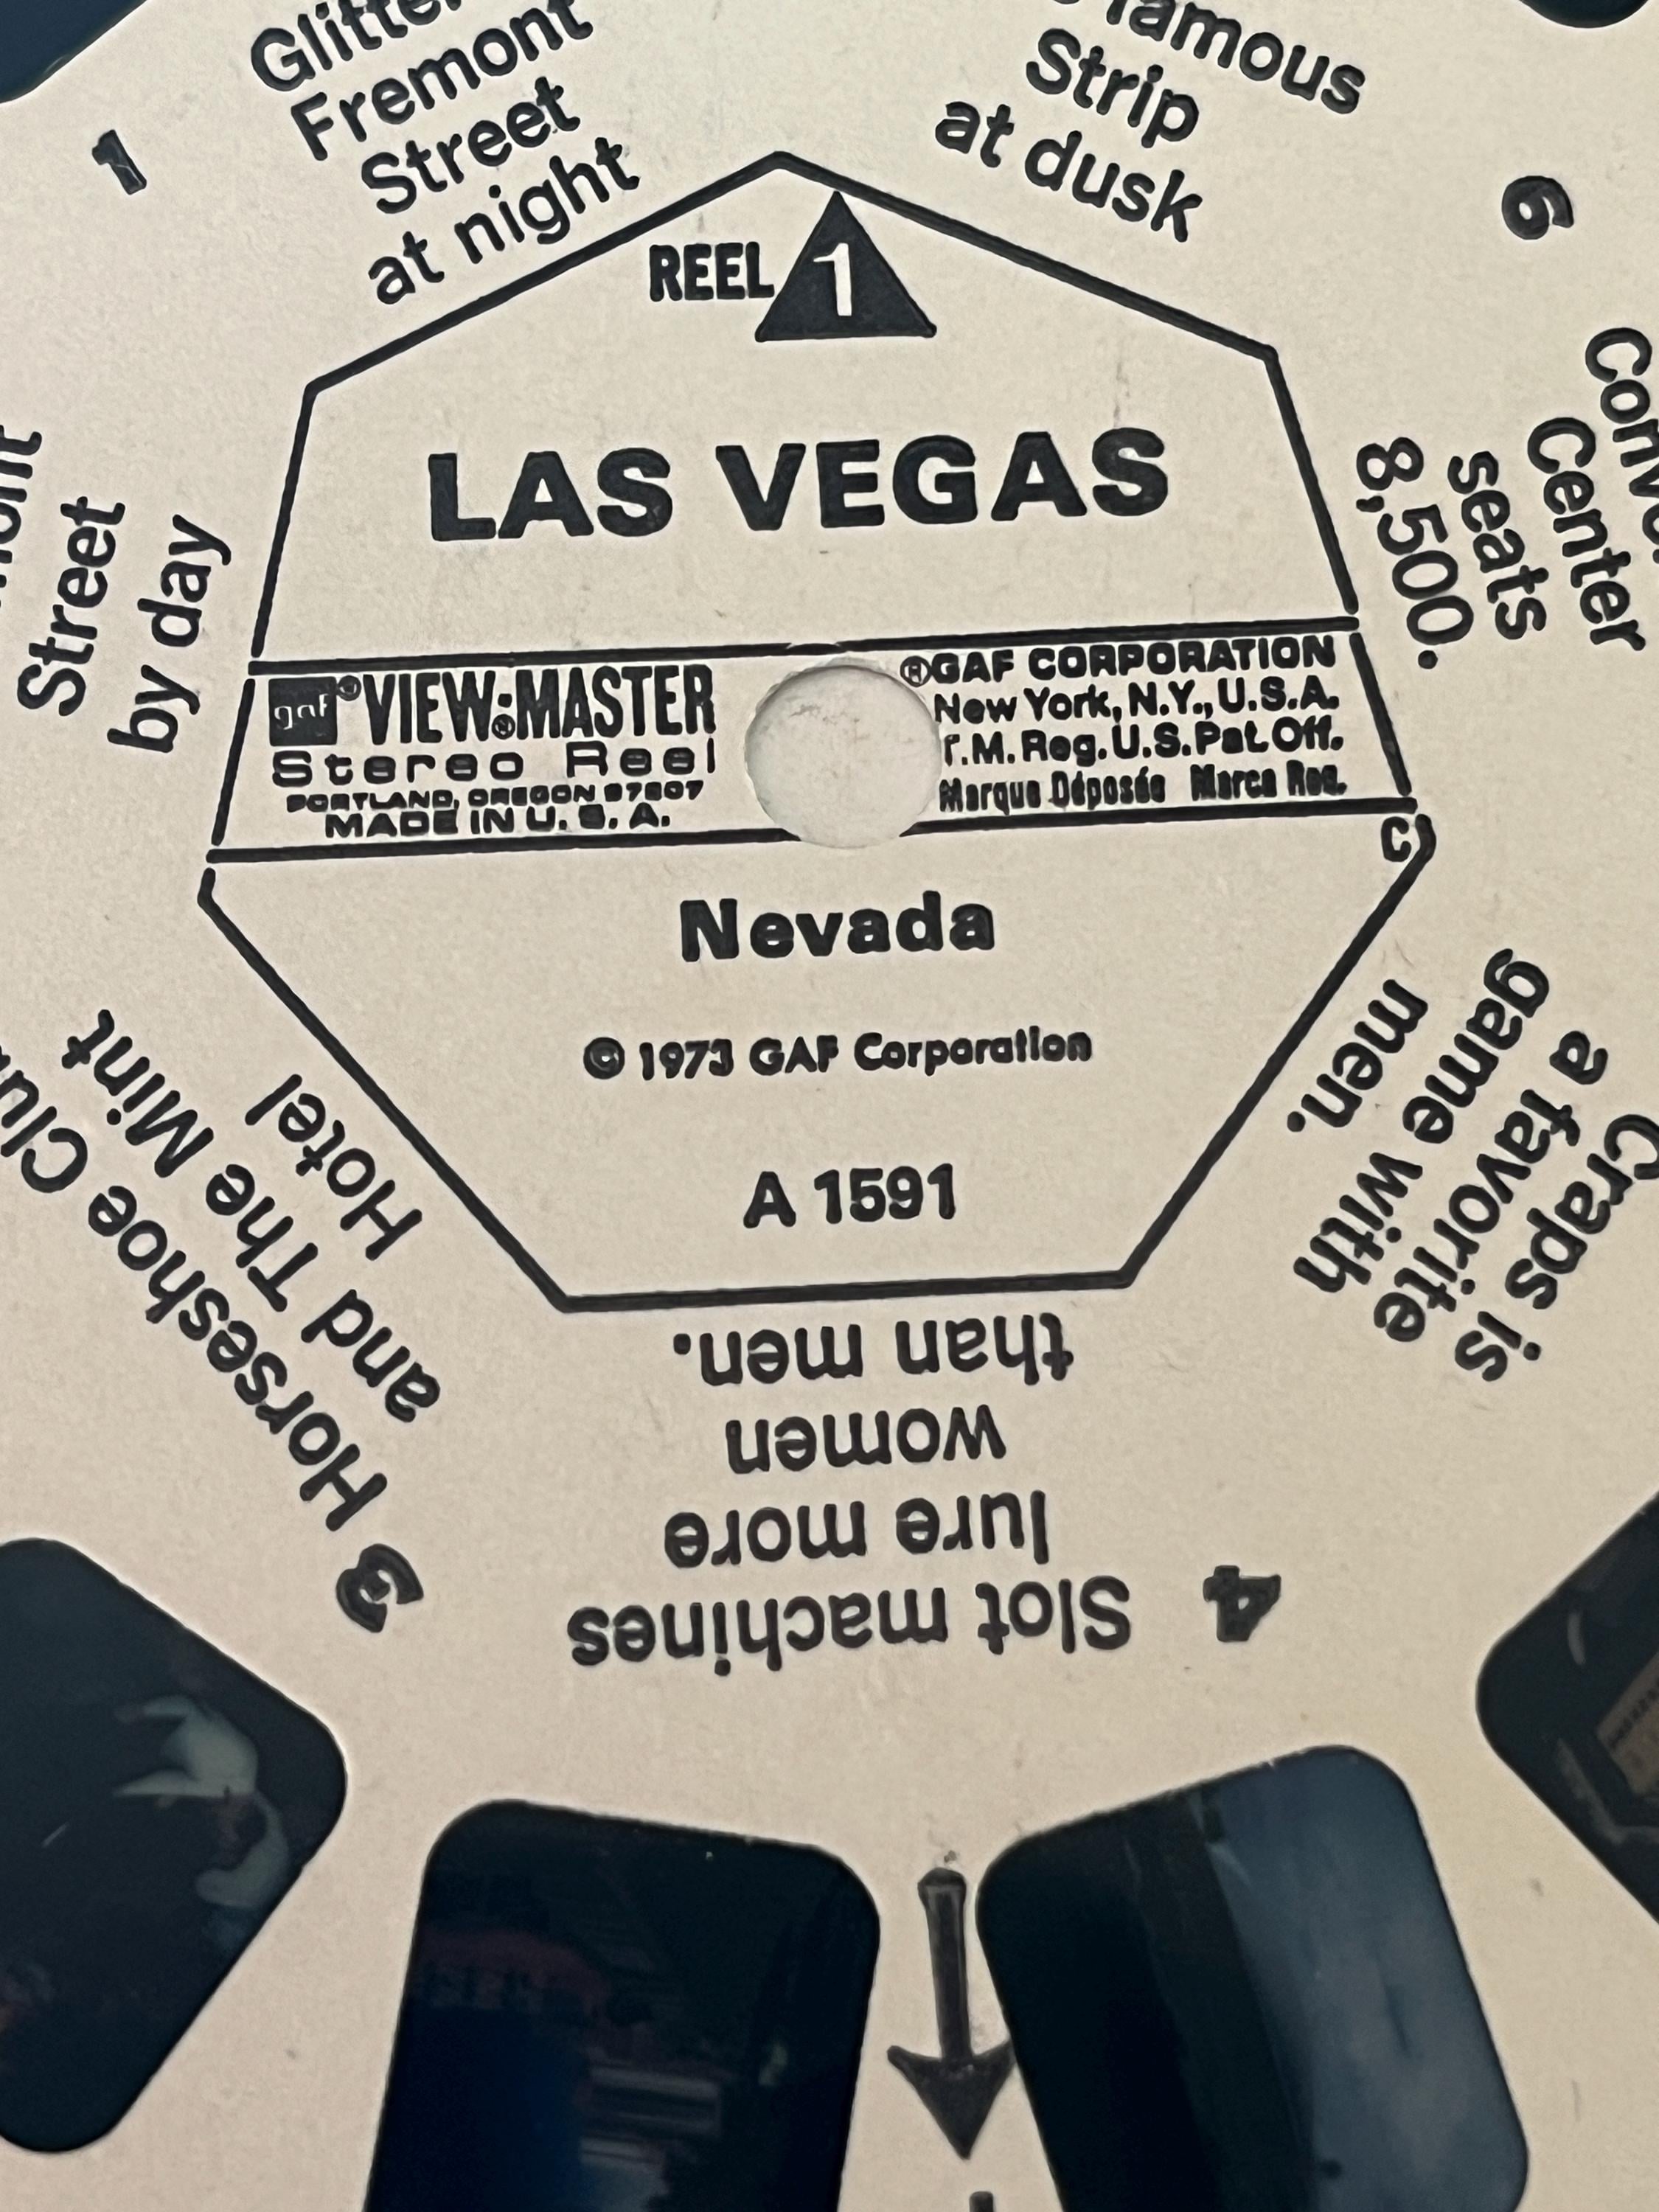 REEL 1
LAS VEGAS
gaf® VIEW-MASTER®
Stereo Reel
PORTLAND, OREGON 97207
MADE IN U. S. A.
®GAF CORPORATION
New York, N.Y., U.S.A.
T.M. Reg. U.S. Pat. Off.
Marque Déposée Marca Reg.
C
Nevada
© 1973 GAF Corporation
A 1591
1
Fremont
Street
at night
Street
by day
3 Horseshoe
and The Mint
Hotel
4 Slot machines
lure more
women
than men.
Craps is
a favorite
game with
men.
6
Center
seats
8,500.
famous
Strip
at dusk